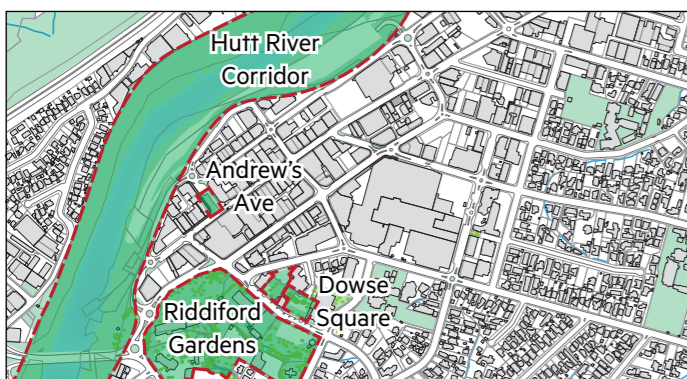 Hutt River
Corridor
Andrew's
Ave
Dowse
Square
Riddiford
Gardens